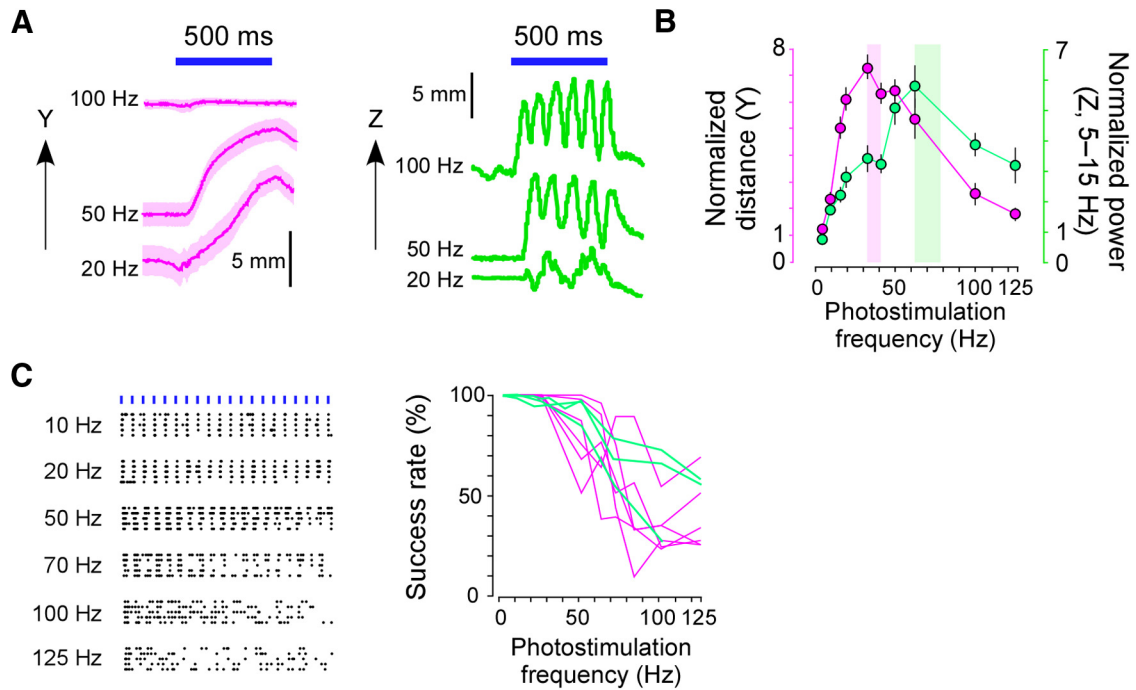 A
500 ms
100 Hz
Y
50 Hz
20 Hz
5 mm
500 ms
5 mm
Z
100 Hz
50 Hz
20 Hz
B
8
1
0
Normalized
distance (Y)
7
1
0
Normalized power
(Z, 5–15 Hz)
0 50 100 125
Photostimulation
frequency (Hz)
C
10 Hz
20 Hz
50 Hz
70 Hz
100 Hz
125 Hz
100
50
0
Success rate (%)
0 50 100 125
Photostimulation
frequency (Hz)